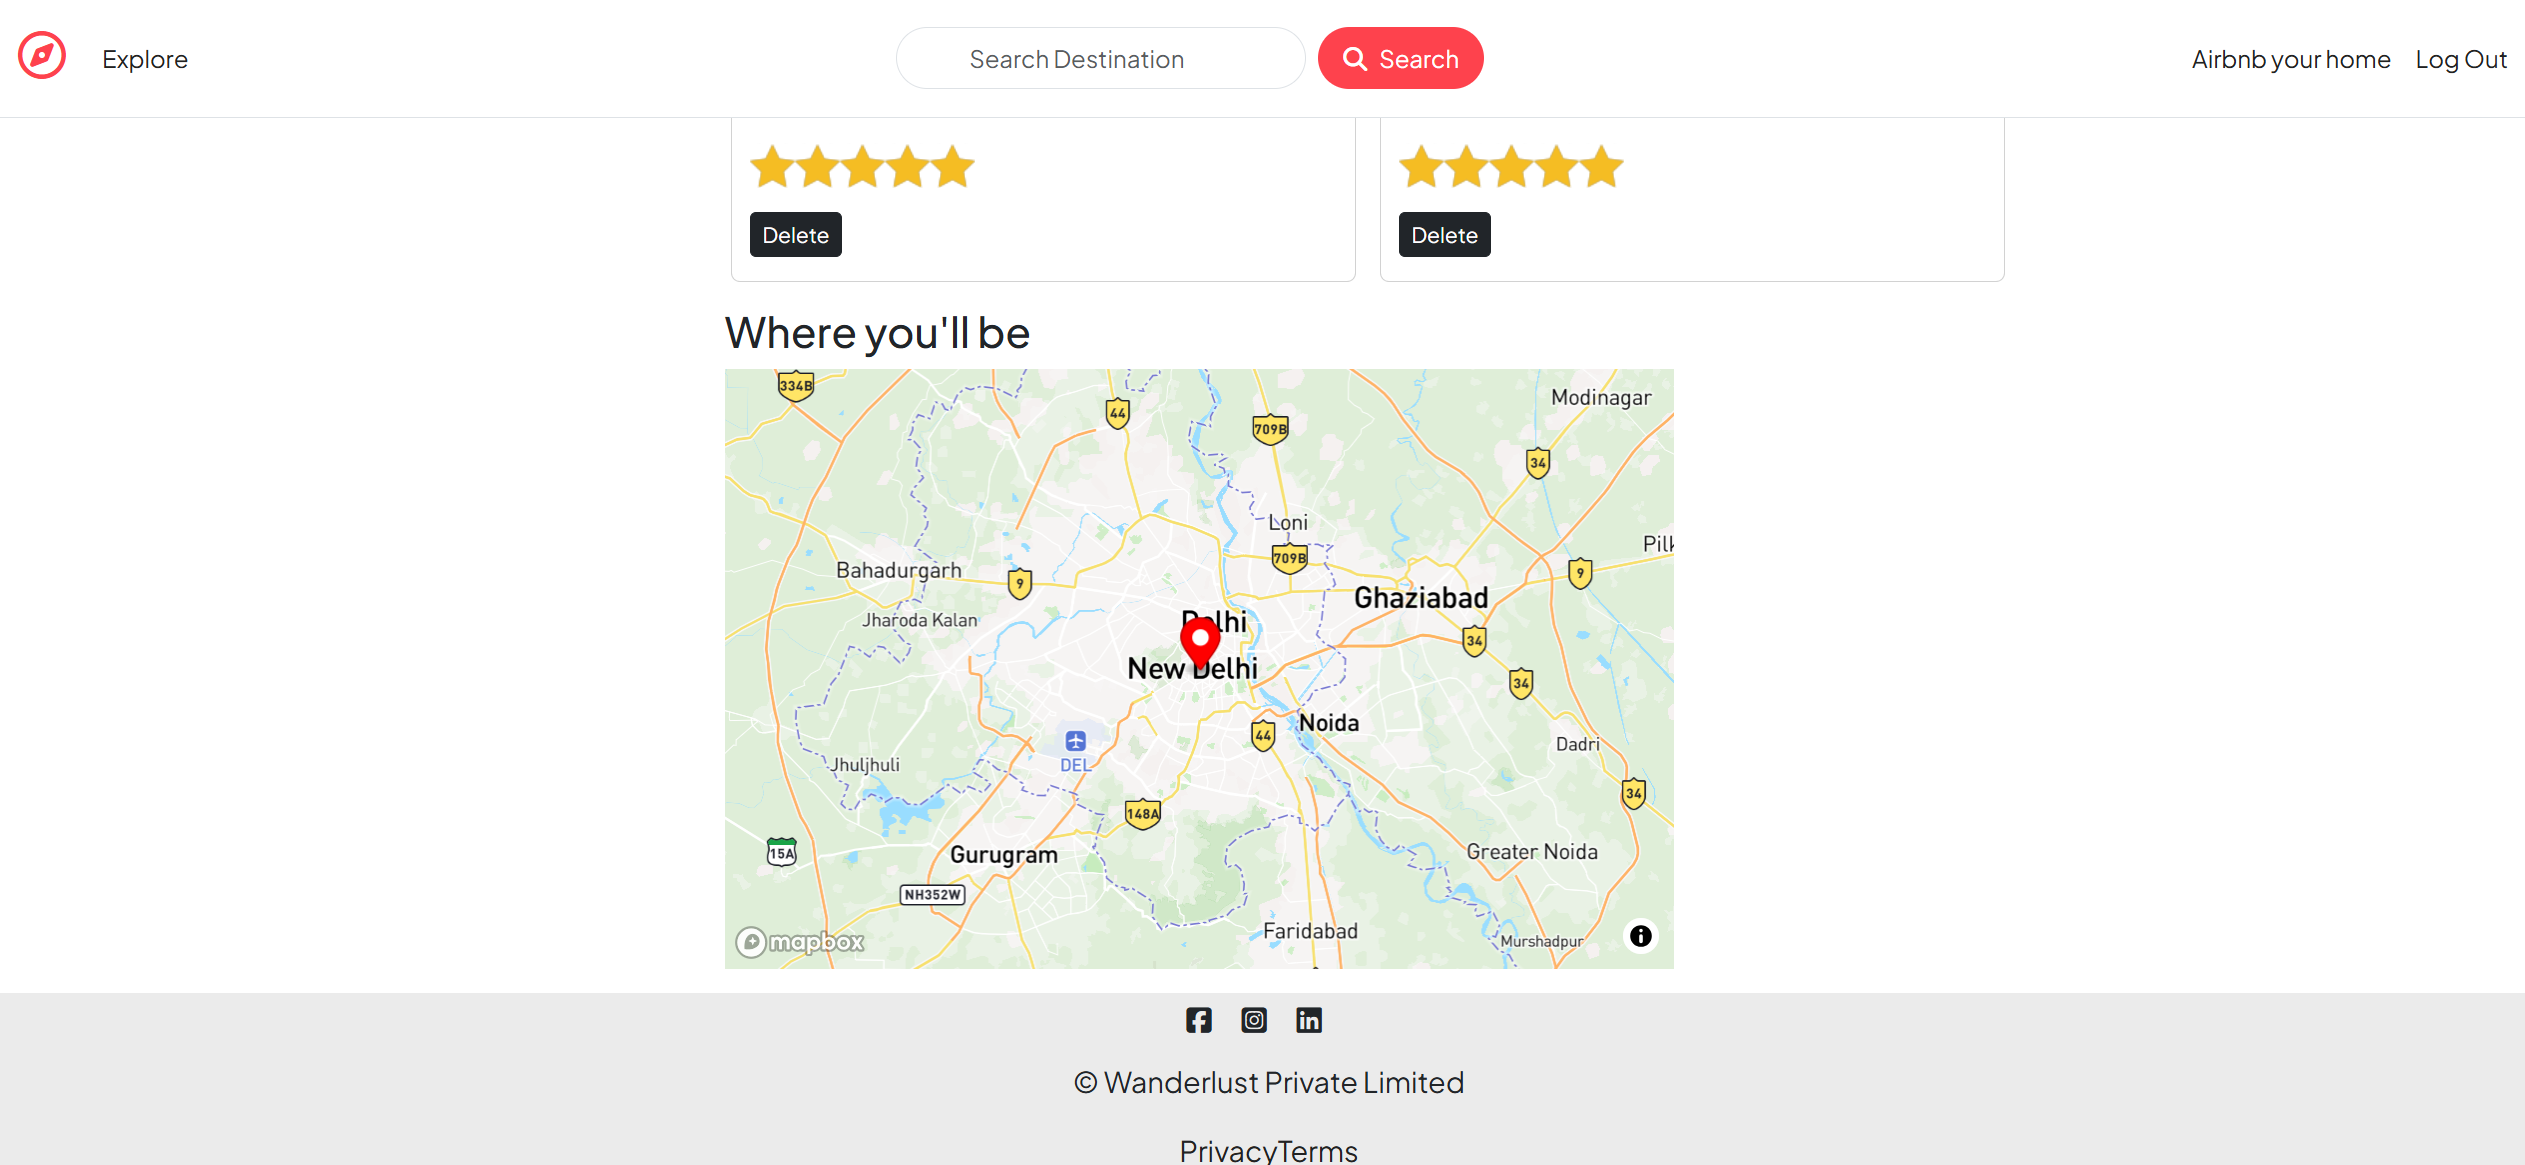 Explore
Search Destination
Search
Airbnb your home
Log Out
Delete
Delete
Where you'll be
334B
44
709B
Modinagar
34
Loni
709B
Bahadurgarh
9
9
Ghaziabad
Jharoda Kalan
Delhi
34
New Delhi
34
Noida
44
Dadri
DEL
Jhuljhuli
34
148A
15A
Gurugram
Greater Noida
NH352W
Faridabad
Murshadpur
mapbox
© Wanderlust Private Limited
PrivacyTerms